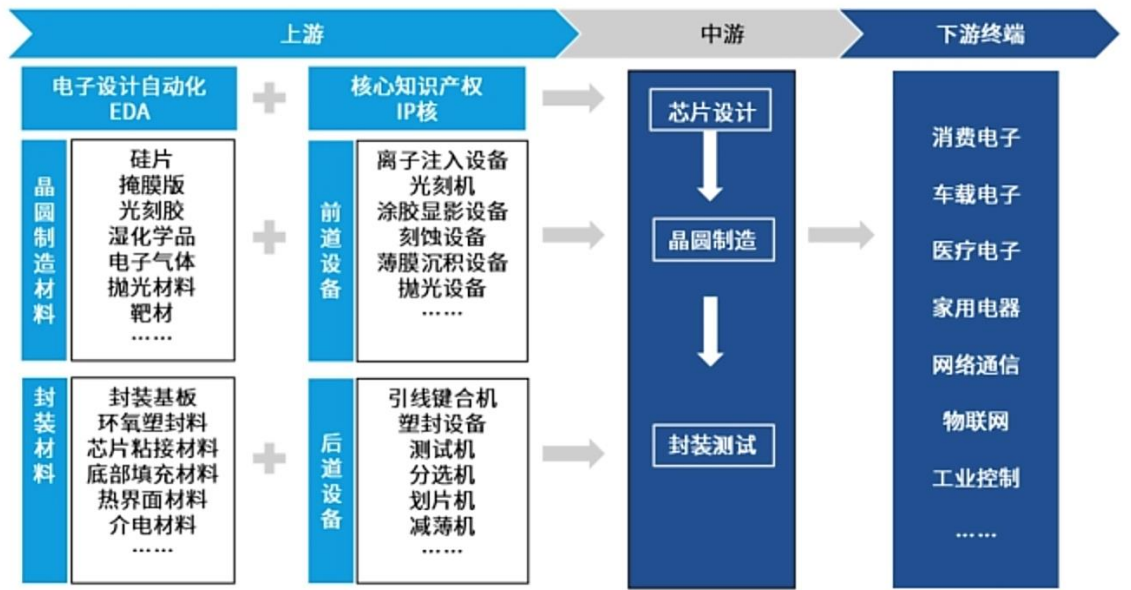 上游
中游
下游终端
电子设计自动化
EDA
核心知识产权
IP核
晶圆制造材料
硅片
掩膜版
光刻胶
湿化学品
电子气体
抛光材料
靶材
……
前道设备
离子注入设备
光刻机
涂胶显影设备
刻蚀设备
薄膜沉积设备
抛光设备
……
封装材料
封装基板
环氧塑封料
芯片粘接材料
底部填充材料
热界面材料
介电材料
……
后道设备
引线键合机
塑封设备
测试机
分选机
划片机
减薄机
……
芯片设计
晶圆制造
封装测试
消费电子
车载电子
医疗电子
家用电器
网络通信
物联网
工业控制
……